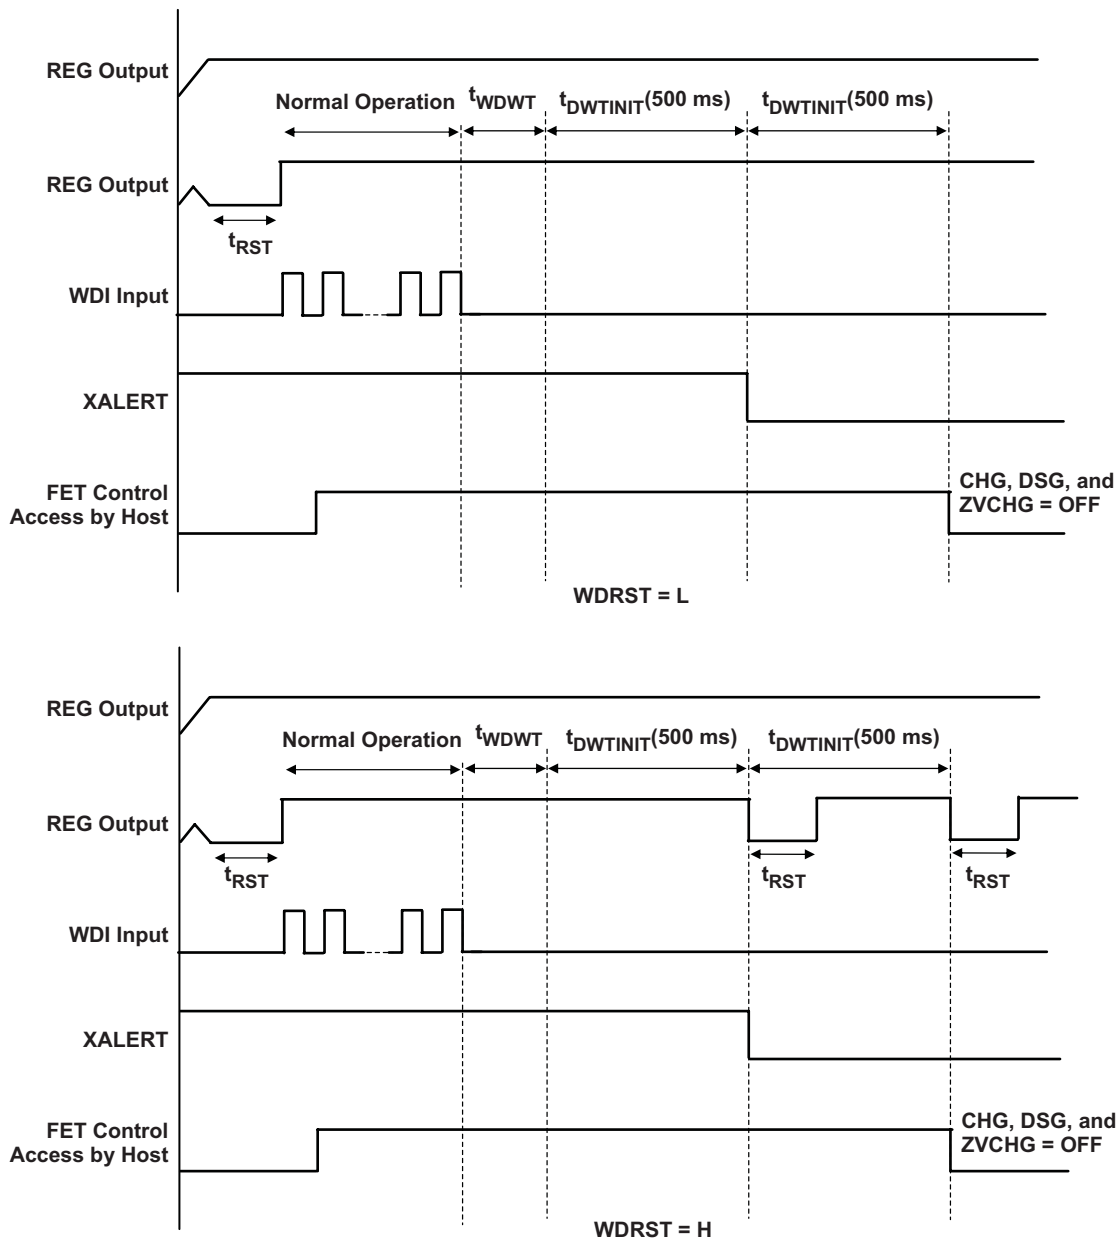 REG Output
Normal Operation
tWDWT
tDWTINIT(500 ms)
tDWTINIT(500 ms)
REG Output
tRST
WDI Input
XALERT
FET Control
Access by Host
CHG, DSG, and
ZVCHG = OFF
WDRST = L
REG Output
Normal Operation
tWDWT
tDWTINIT(500 ms)
tDWTINIT(500 ms)
REG Output
tRST
tRST
tRST
WDI Input
XALERT
FET Control
Access by Host
CHG, DSG, and
ZVCHG = OFF
WDRST = H